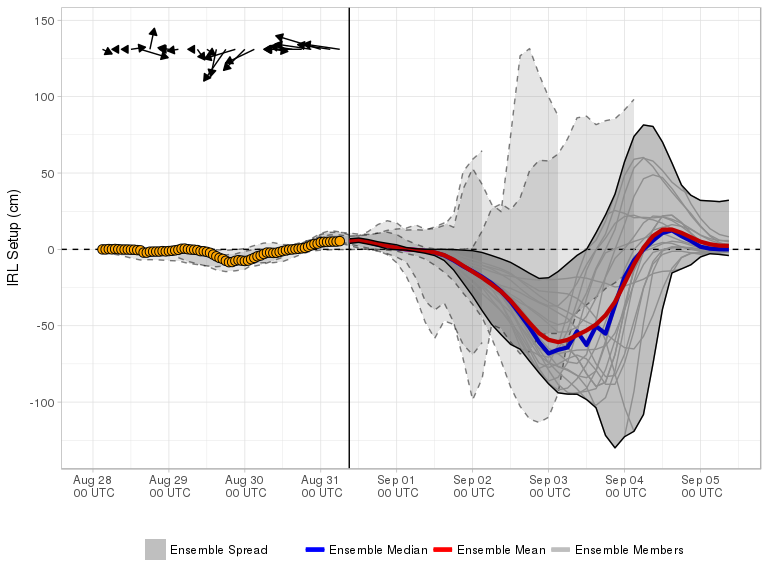 150
100
50
0
-50
-100
IRL Setup (cm)
Aug 28 Aug 29 Aug 30 Aug 31 Sep 01 Sep 02 Sep 03 Sep 04 Sep 05
00 UTC 00 UTC 00 UTC 00 UTC 00 UTC 00 UTC 00 UTC 00 UTC 00 UTC
Ensemble Spread Ensemble Median Ensemble Mean Ensemble Members